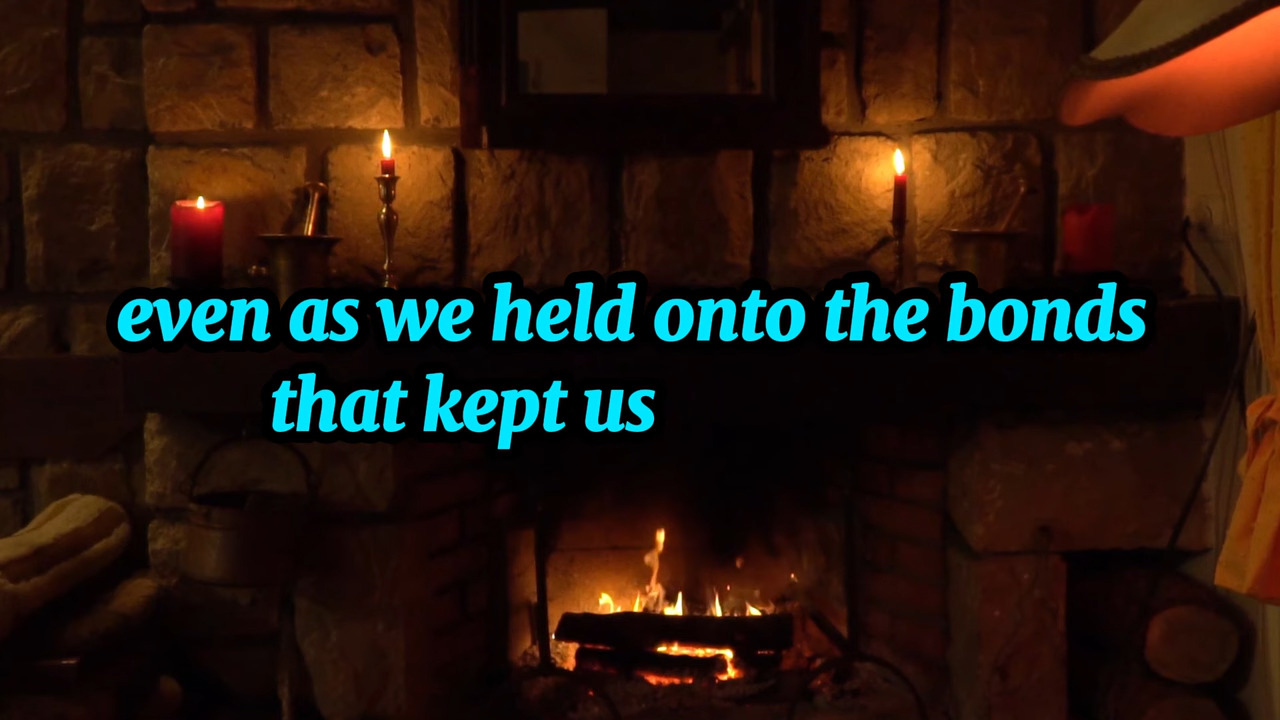 even as we held onto the bonds
that kept us